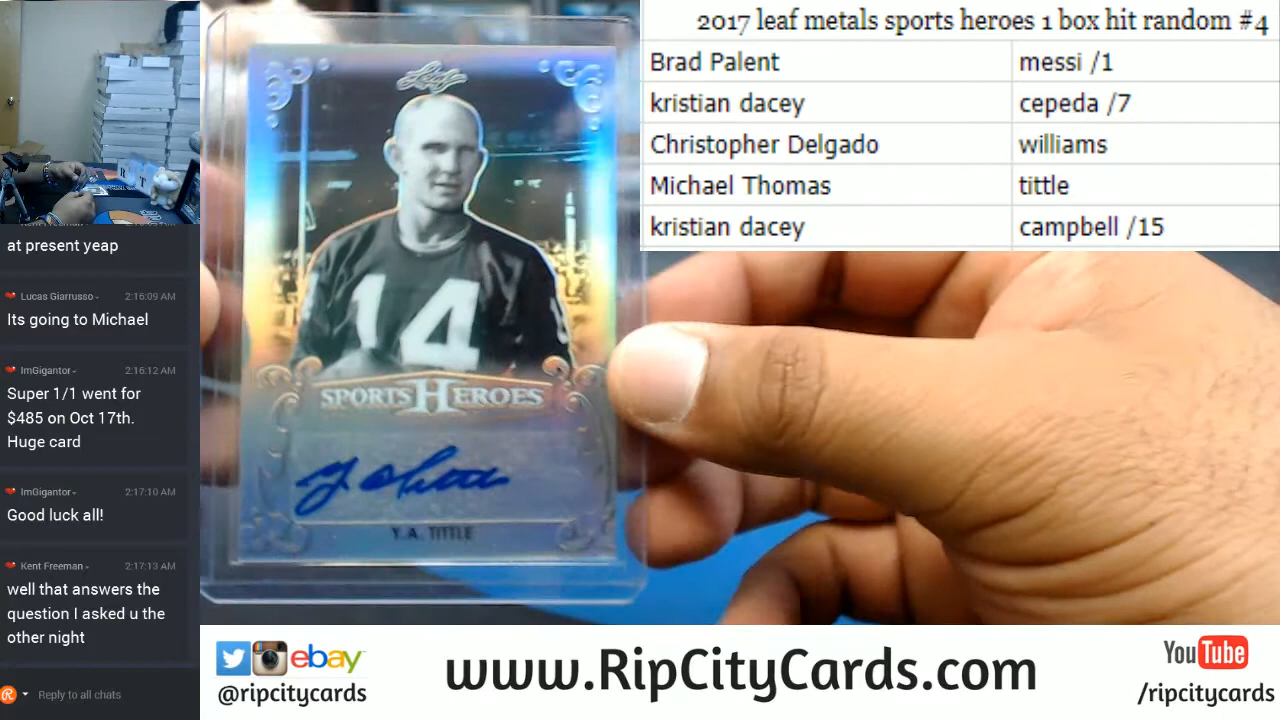 2017 leaf metals sports heroes 1 box hit random #4
Brad Palent messi /1
kristian dacey cepeda /7
Christopher Delgado williams
Michael Thomas tittle
kristian dacey campbell /15
at present yeap
Lucas Giarrusso 2:16:09 AM
Its going to Michael
ImGigantor 2:16:12 AM
Super 1/1 went for
$485 on Oct 17th.
Huge card
ImGigantor 2:17:10 AM
Good luck all!
Kent Freeman 2:17:13 AM
well that answers the
question I asked u the
other night
Reply to all chats
Leaf
14
SPORTS HEROES
Y.A. TITTLE
ebay
@ripcitycards
www.RipCityCards.com
YouTube
/ripcitycards